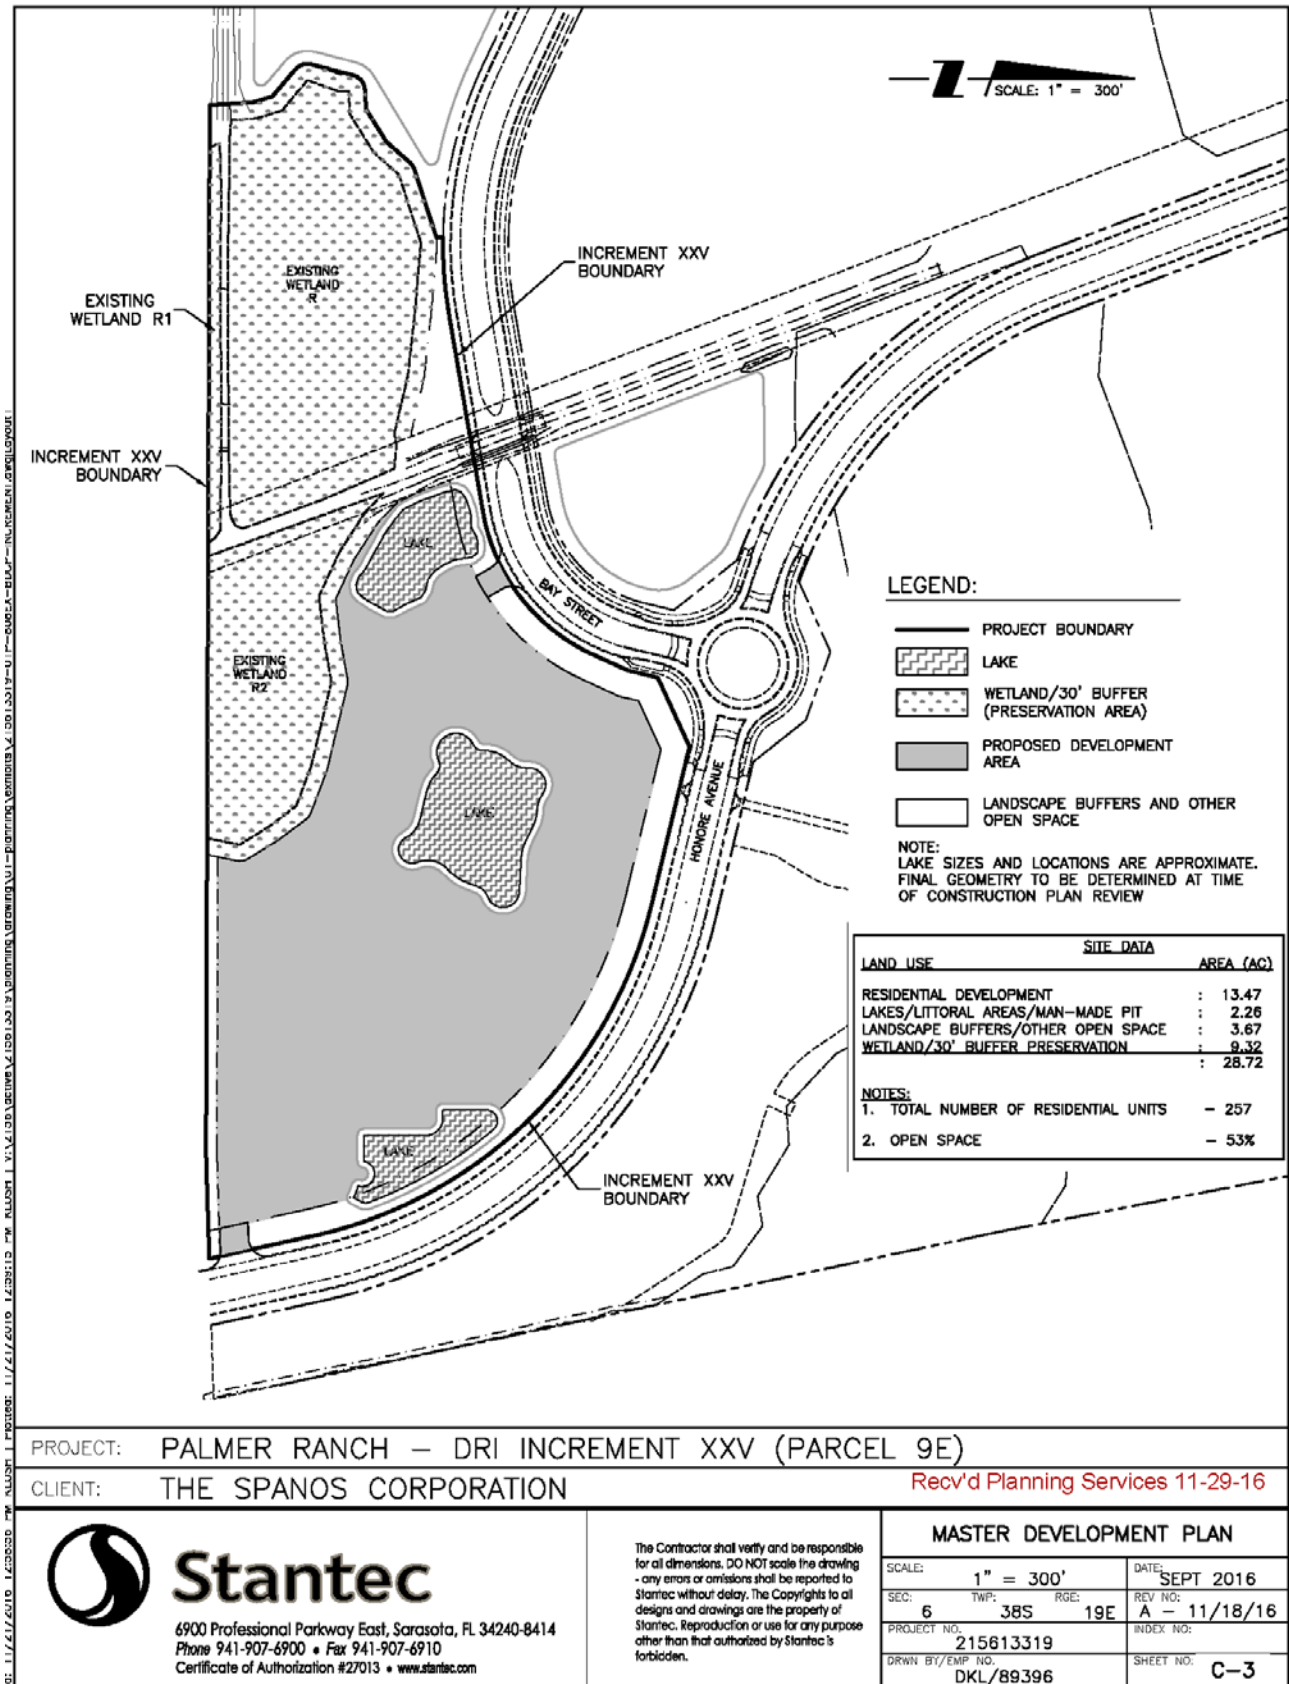 SCALE: 1" = 300'
INCREMENT XXV
BOUNDARY
EXISTING
WETLAND
R
EXISTING
WETLAND R1
INCREMENT XXV
BOUNDARY
LAKE
BAY STREET
EXISTING
WETLAND
R2
LAKE
HONORE AVENUE
LAKE
INCREMENT XXV
BOUNDARY
LEGEND:
PROJECT BOUNDARY
LAKE
WETLAND/30' BUFFER
(PRESERVATION AREA)
PROPOSED DEVELOPMENT
AREA
LANDSCAPE BUFFERS AND OTHER
OPEN SPACE
NOTE:
LAKE SIZES AND LOCATIONS ARE APPROXIMATE.
FINAL GEOMETRY TO BE DETERMINED AT TIME
OF CONSTRUCTION PLAN REVIEW
SITE DATA
LAND USE AREA (AC)
RESIDENTIAL DEVELOPMENT : 13.47
LAKES/LITTORAL AREAS/MAN-MADE PIT : 2.26
LANDSCAPE BUFFERS/OTHER OPEN SPACE : 3.67
WETLAND/30' BUFFER PRESERVATION : 9.32
: 28.72
NOTES:
1. TOTAL NUMBER OF RESIDENTIAL UNITS - 257
2. OPEN SPACE - 53%
PROJECT: PALMER RANCH - DRI INCREMENT XXV (PARCEL 9E)
CLIENT: THE SPANOS CORPORATION
Recv'd Planning Services 11-29-16
Stantec
6900 Professional Parkway East, Sarasota, FL 34240-8414
Phone 941-907-6900 • Fax 941-907-6910
Certificate of Authorization #27013 • www.stantec.com
The Contractor shall verify and be responsible
for all dimensions. DO NOT scale the drawing
- any errors or omissions shall be reported to
Stantec without delay. The Copyrights to all
designs and drawings are the property of
Stantec. Reproduction or use for any purpose
other than that authorized by Stantec is
forbidden.
MASTER DEVELOPMENT PLAN
SCALE: 1" = 300'
DATE: SEPT 2016
SEC: 6 TWP: 38S RGE: 19E
REV NO: A - 11/18/16
PROJECT NO. 215613319
INDEX NO:
DRWN BY/EMP NO. DKL/89396
SHEET NO: C-3